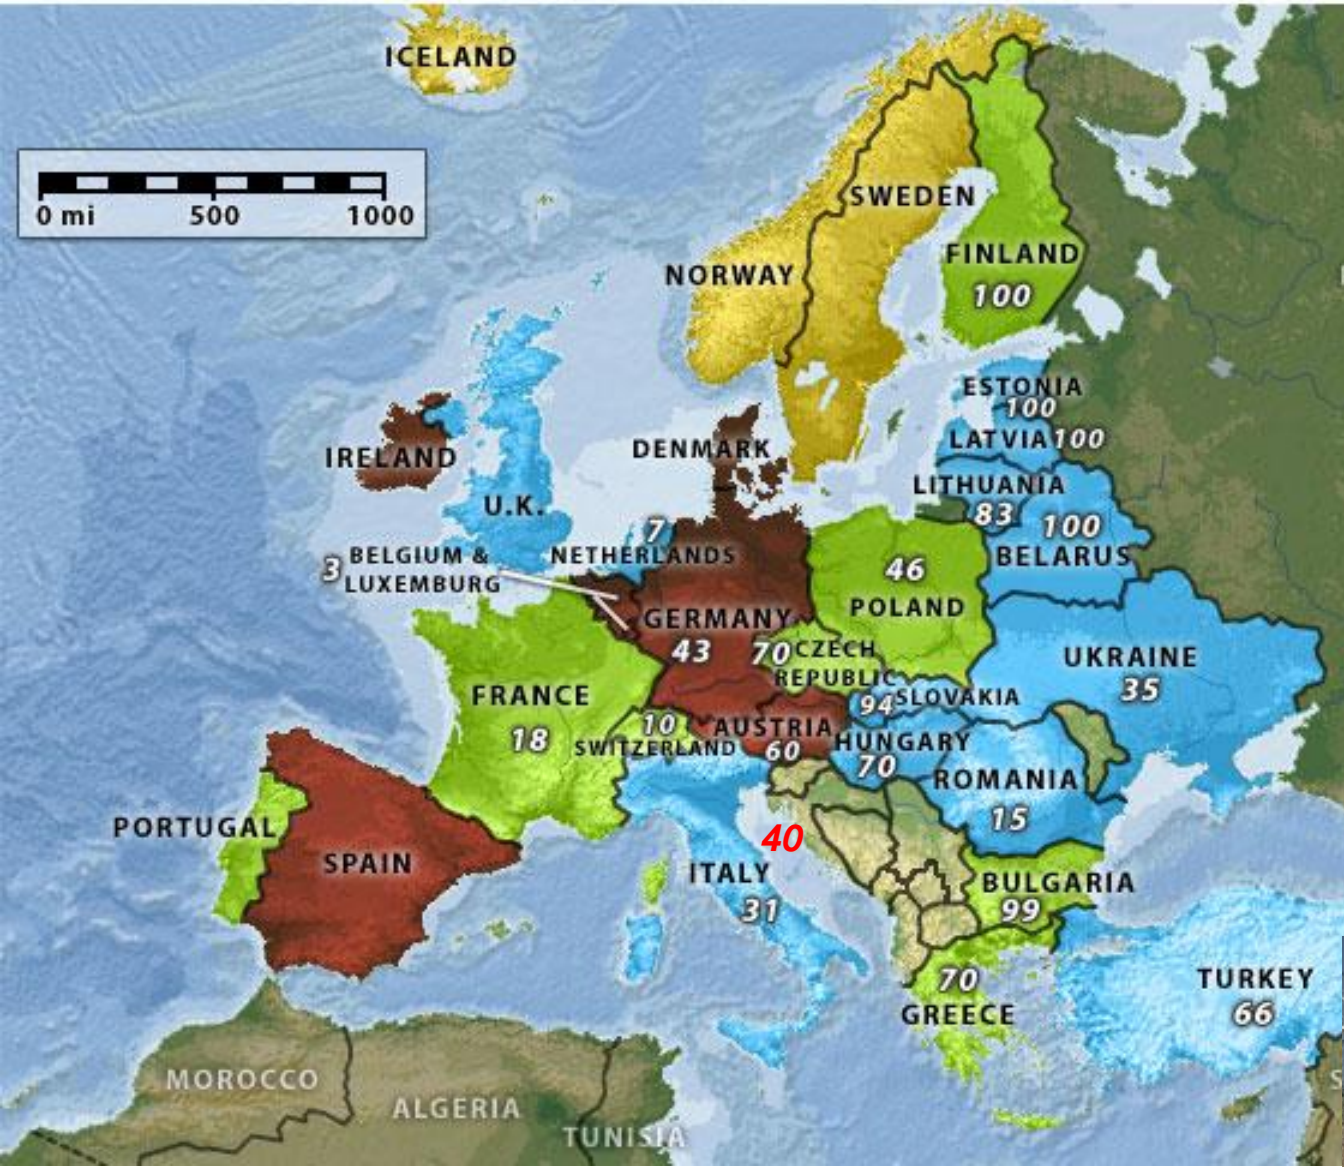 ICELAND
0 mi 500 1000
SWEDEN
FINLAND
100
NORWAY
ESTONIA
100
LATVIA 100
DENMARK
IRELAND
LITHUANIA
83
U.K.
100
BELARUS
7
NETHERLANDS
3 BELGIUM &
LUXEMBURG
46
POLAND
GERMANY
43
70 CZECH
REPUBLIC
UKRAINE
35
FRANCE
18
94 SLOVAKIA
10
SWITZERLAND
AUSTRIA
60
HUNGARY
70
ROMANIA
15
PORTUGAL
SPAIN
40
ITALY
31
BULGARIA
99
70
GREECE
TURKEY
66
MOROCCO
ALGERIA
TUNISIA
S